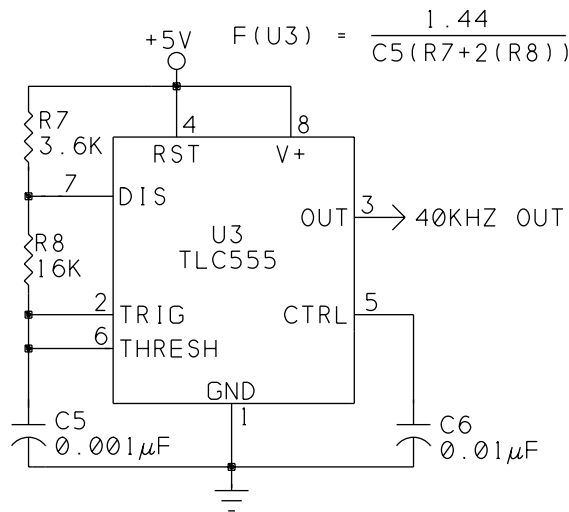 +5V
F(U3) = 1.44
C5(R7+2(R8))
R7
3.6K
4
8
RST
V+
7
DIS
OUT
3
40KHZ OUT
U3
TLC555
R8
16K
2
TRIG
CTRL
5
6
THRESH
GND
1
C5
0.001µF
C6
0.01µF